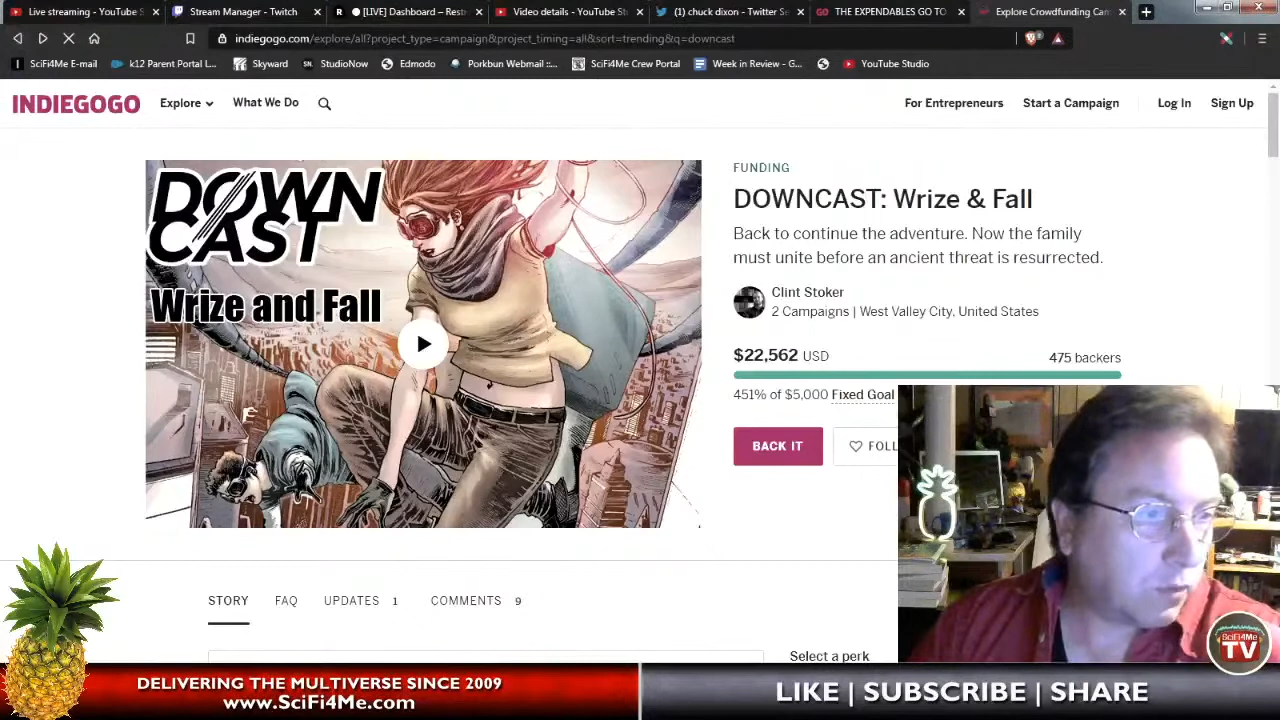 Live streaming - YouTube S
Stream Manager - Twitch
[LIVE] Dashboard – Restr
Video details - YouTube St
(1) chuck dixon - Twitter Se
THE EXPENDABLES GO TO
Explore Crowdfunding Cam
indiegogo.com/explore/all?project_type=campaign&project_timing=all&sort=trending&q=downcast
SciFi4Me E-mail
k12 Parent Portal L...
Skyward
StudioNow
Edmodo
Porkbun Webmail ::...
SciFi4Me Crew Portal
Week in Review - G...
YouTube Studio
INDIEGOGO
Explore
What We Do
For Entrepreneurs
Start a Campaign
Log In
Sign Up
DOWN
CAST
Wrize and Fall
FUNDING
DOWNCAST: Wrize & Fall
Back to continue the adventure. Now the family
must unite before an ancient threat is resurrected.
Clint Stoker
2 Campaigns | West Valley City, United States
$22,562 USD
475 backers
451% of $5,000 Fixed Goal
BACK IT
FOLL
STORY
FAQ
UPDATES 1
COMMENTS 9
Select a perk
SciFi4Me
TV
DELIVERING THE MULTIVERSE SINCE 2009
www.SciFi4Me.com
LIKE | SUBSCRIBE | SHARE